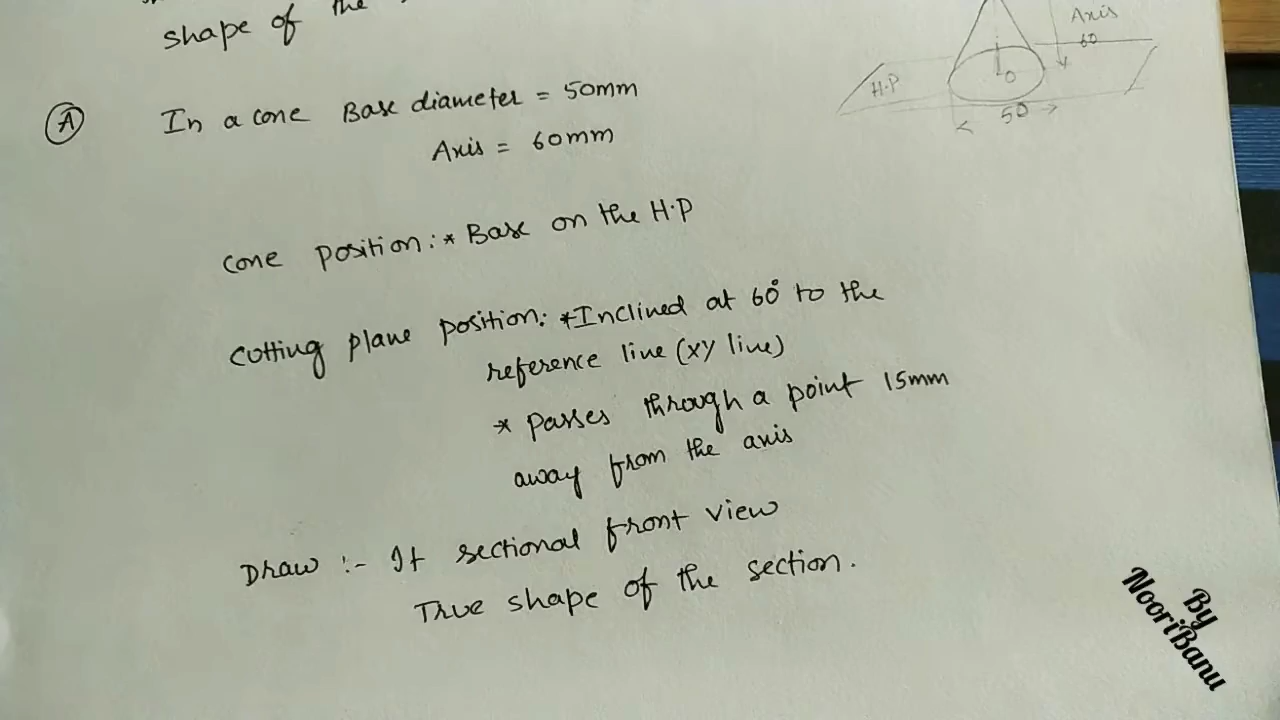 shape of the
Axis
60
H.P
O
50
A In a cone Base diameter = 50mm
Axis = 60mm
Cone position: * Base on the H.P
Cutting plane position: * Inclined at 60° to the
reference line (xy line)
* passes through a point 15mm
away from the axis
Draw :- It sectional front view
True shape of the section.
By
NooriBanu